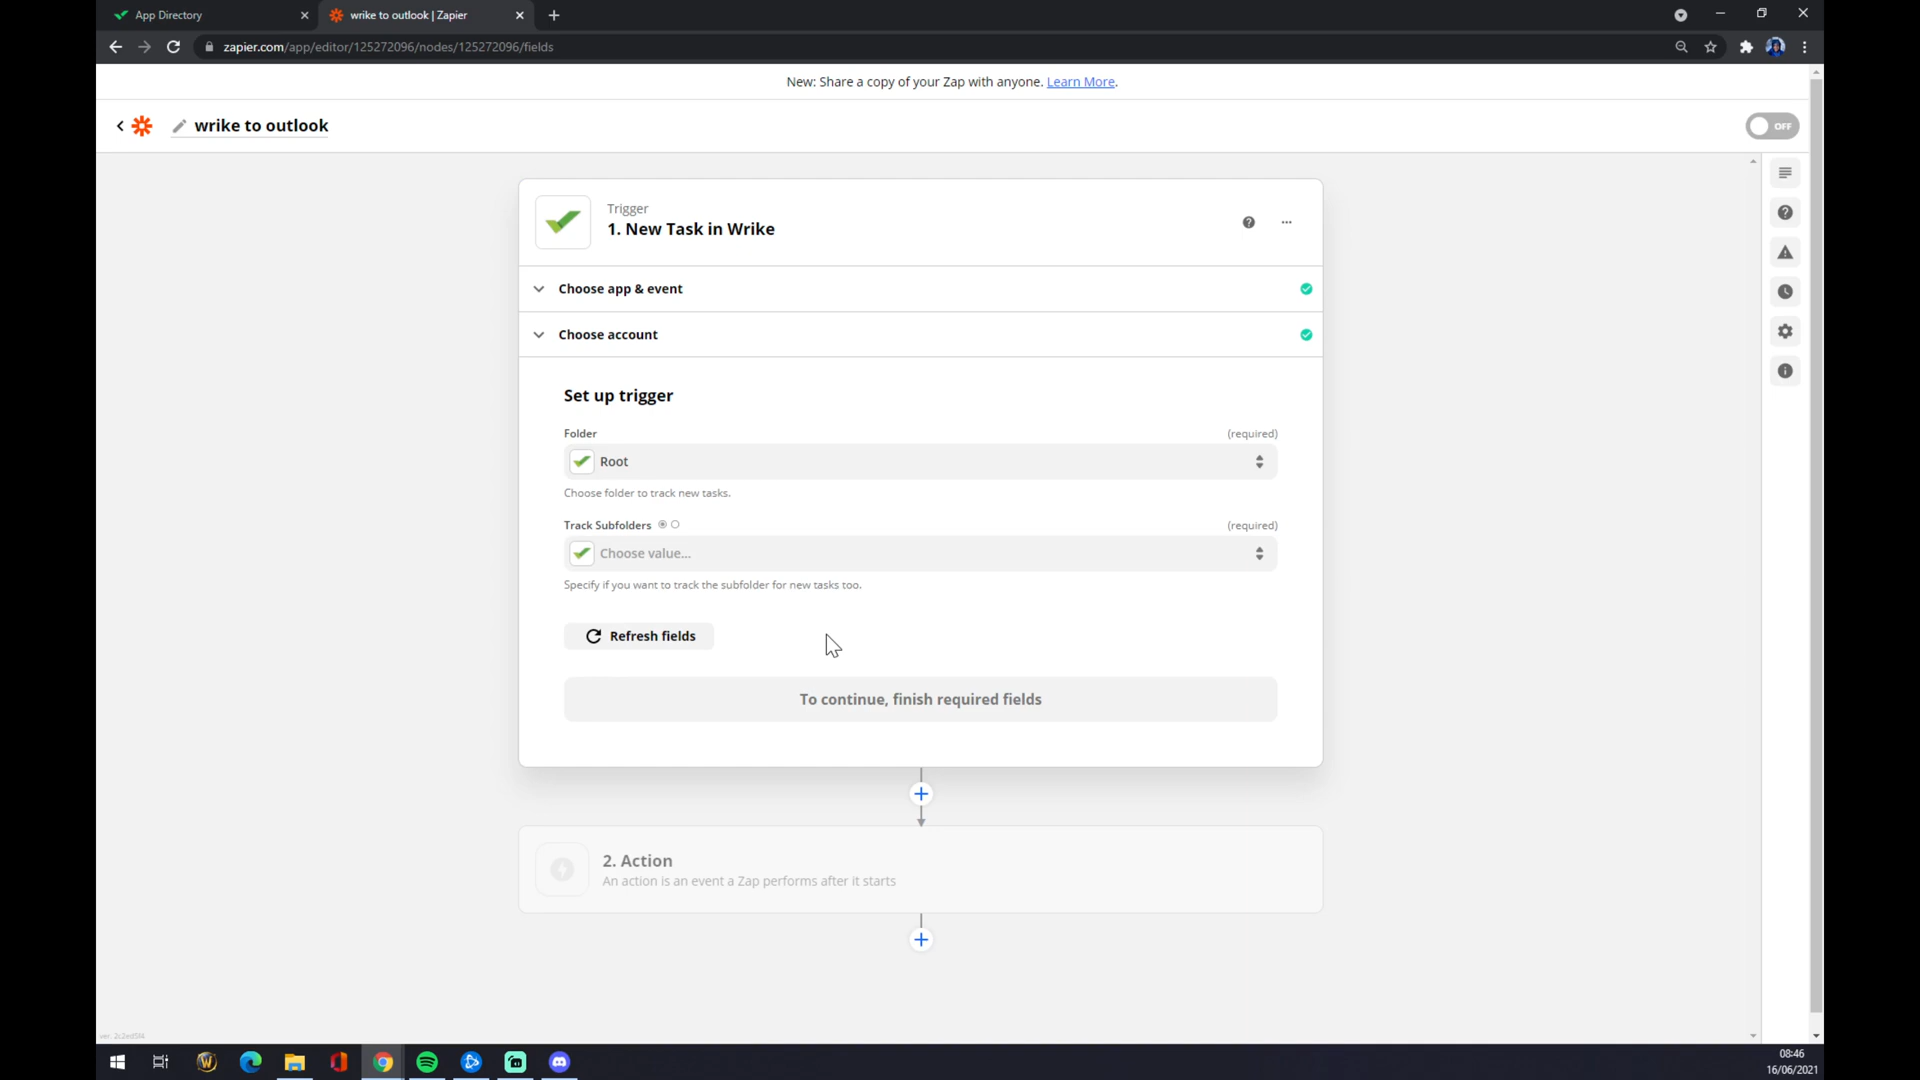 App Directory
wrike to outlook | Zapier
zapier.com/app/editor/125272096/nodes/125272096/fields
New: Share a copy of your Zap with anyone. Learn More.
wrike to outlook
OFF
Trigger
1. New Task in Wrike
Choose app & event
Choose account
Set up trigger
Folder
(required)
Root
Choose folder to track new tasks.
Track Subfolders
(required)
Choose value...
Specify if you want to track the subfolder for new tasks too.
Refresh fields
To continue, finish required fields
2. Action
An action is an event a Zap performs after it starts
ver. 2c2ed5f4
08:46
16/06/2021